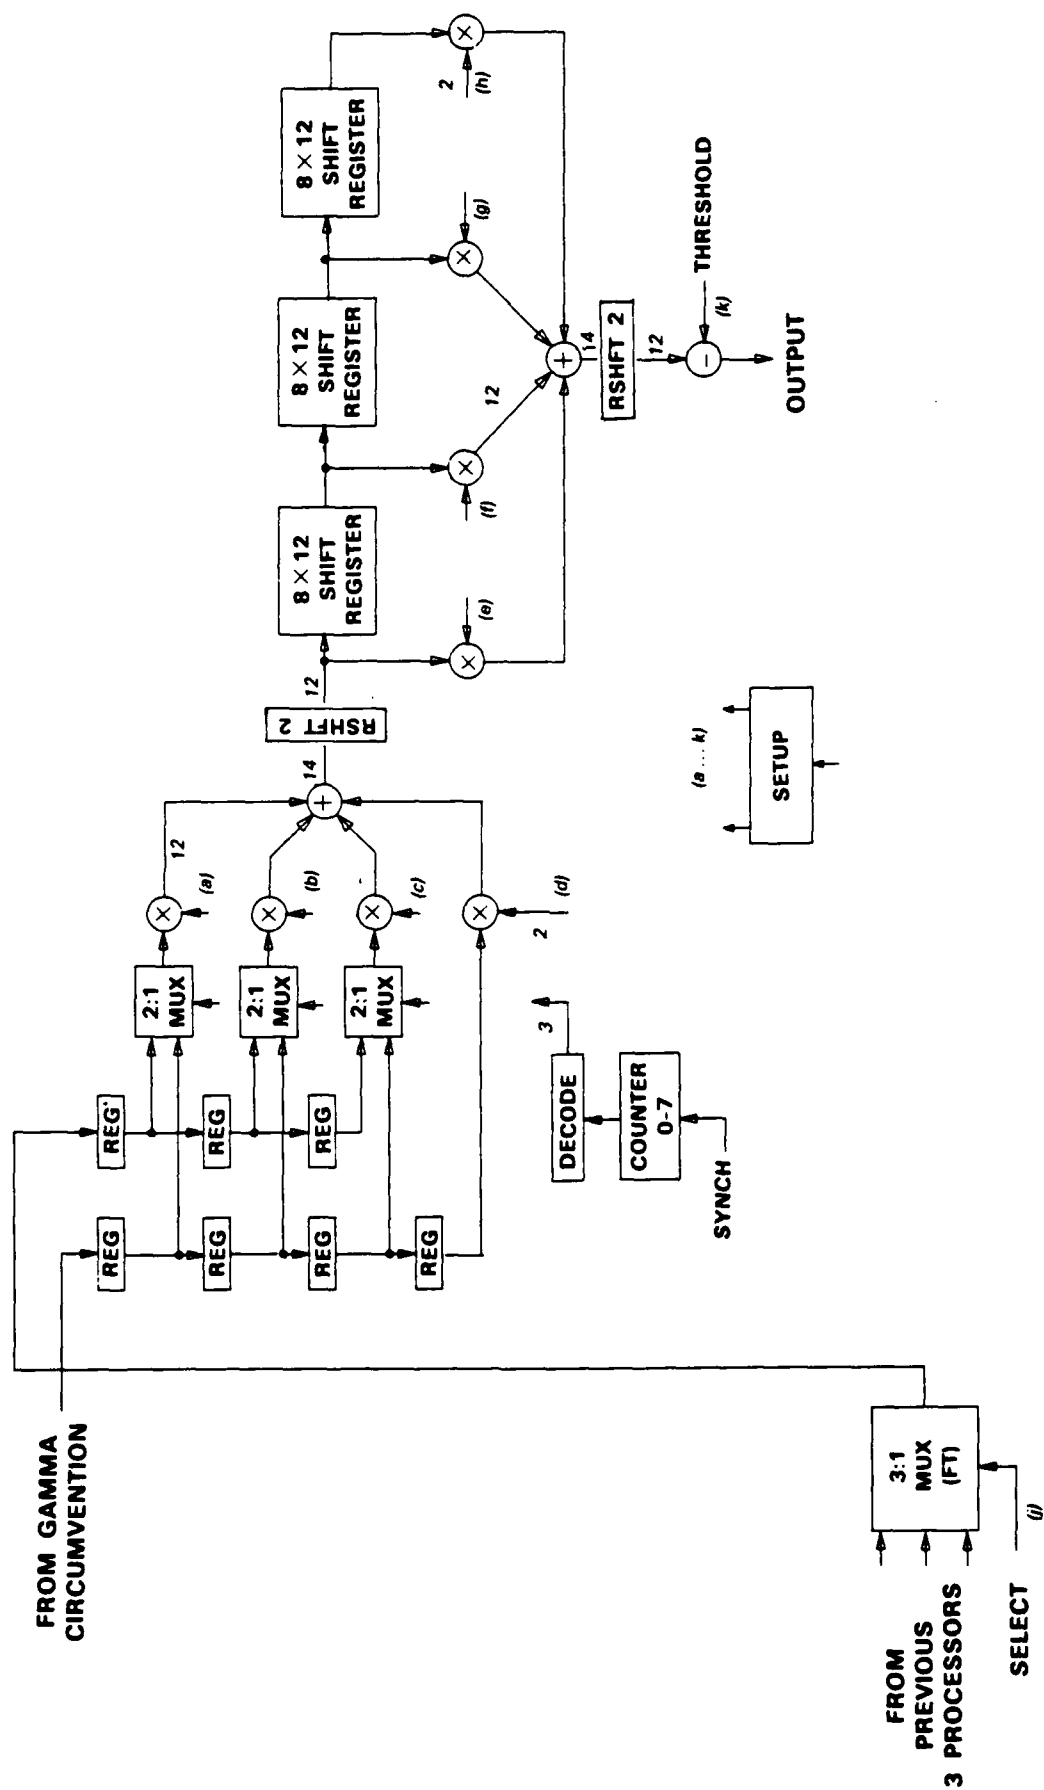 FROM GAMMA
CIRCUMVENTION
REG
REG
REG
REG
REG
REG
REG
2:1
MUX
2:1
MUX
2:1
MUX
(a)
(b)
(c)
(d)
2
12
14
RSHFT 2
12
8 × 12
SHIFT
REGISTER
8 × 12
SHIFT
REGISTER
8 × 12
SHIFT
REGISTER
(e)
(f)
(g)
2
(h)
12
14
RSHFT 2
12
THRESHOLD
(k)
OUTPUT
3
DECODE
COUNTER
0-7
SYNCH
(a ... k)
SETUP
FROM
PREVIOUS
3 PROCESSORS
3:1
MUX
(FT)
SELECT
(j)